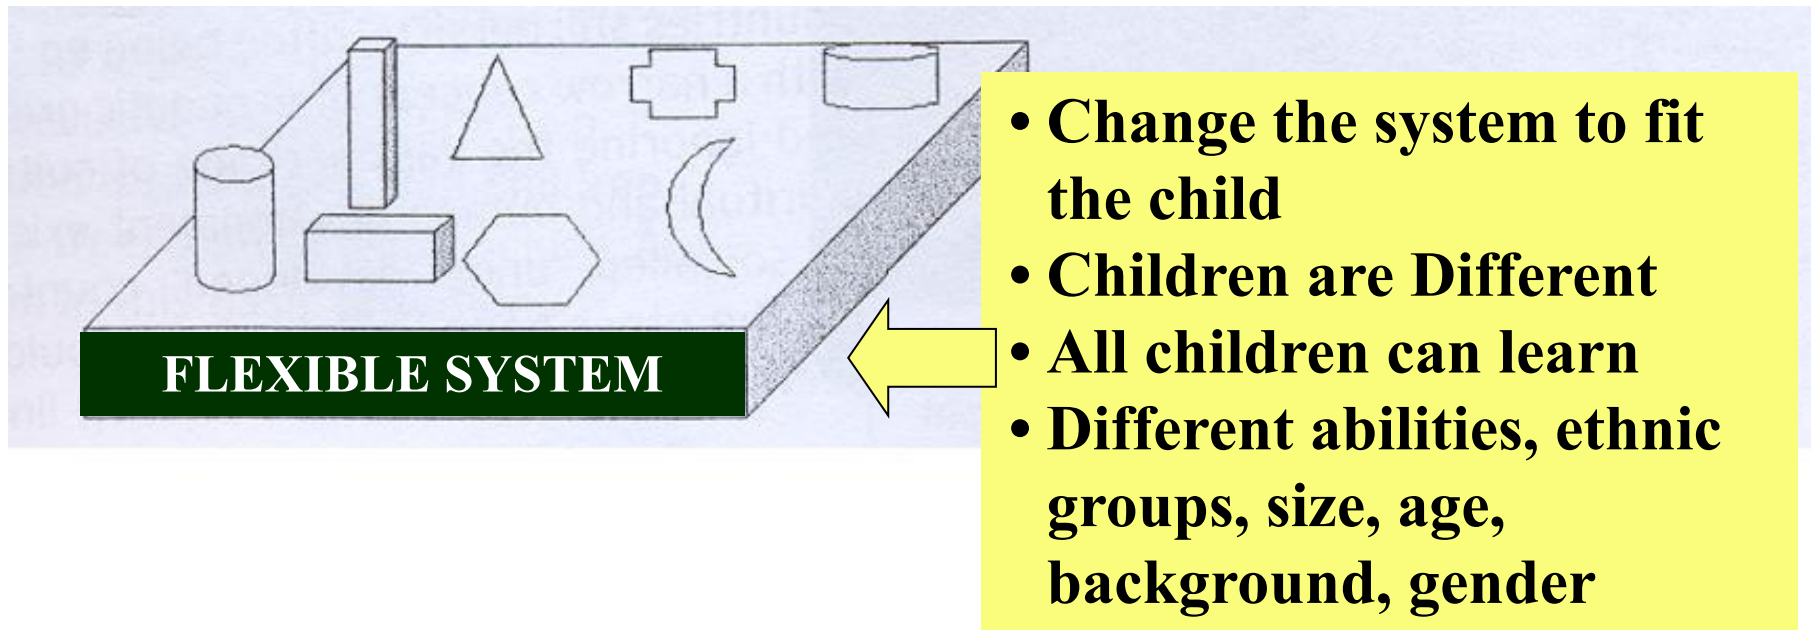 FLEXIBLE SYSTEM
• Change the system to fit
the child
• Children are Different
• All children can learn
• Different abilities, ethnic
groups, size, age,
background, gender